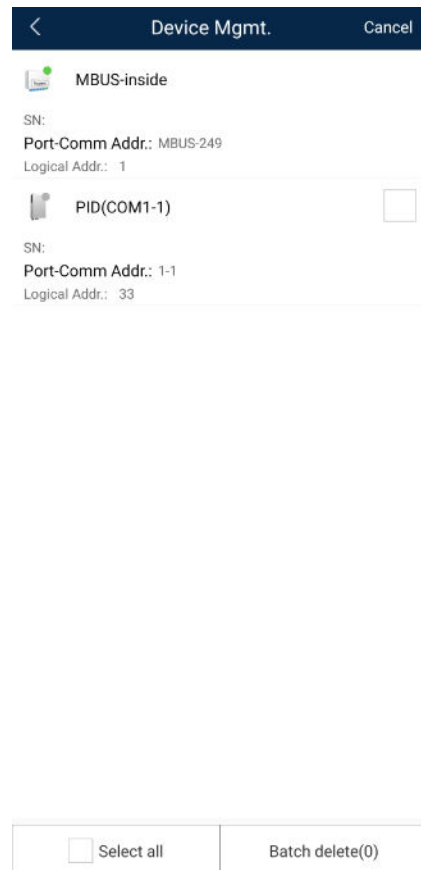 Device Mgmt. Cancel
MBUS-inside
SN:
Port-Comm Addr.: MBUS-249
Logical Addr.: 1
PID(COM1-1)
SN:
Port-Comm Addr.: 1-1
Logical Addr.: 33
Select all Batch delete(0)